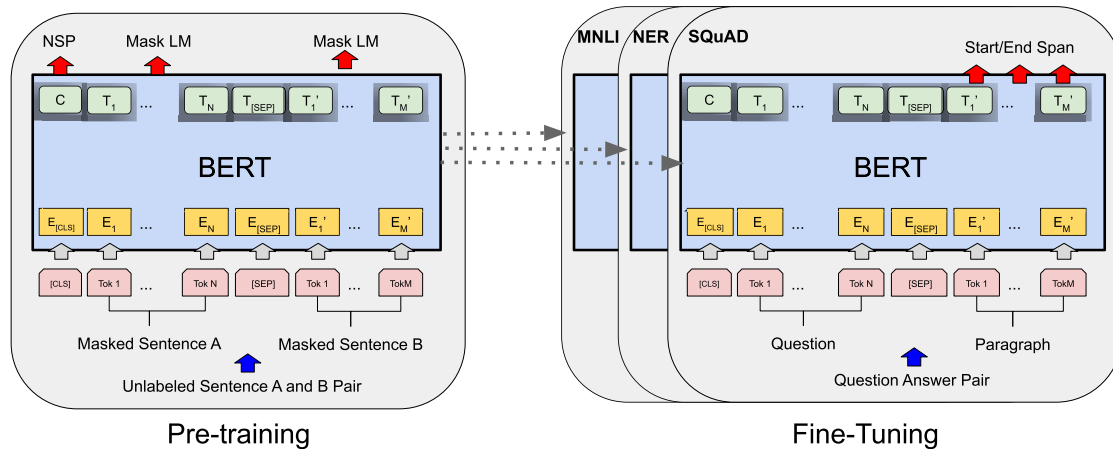 NSP Mask LM Mask LM
C T1 ... TN T[SEP] T1' ... TM'
BERT
E[CLS] E1 ... EN E[SEP] E1' ... EM'
[CLS] Tok 1 ... Tok N [SEP] Tok 1 ... TokM
Masked Sentence A Masked Sentence B
Unlabeled Sentence A and B Pair
Pre-training
MNLI NER SQuAD
Start/End Span
C T1 ... TN T[SEP] T1' ... TM'
BERT
E[CLS] E1 ... EN E[SEP] E1' ... EM'
[CLS] Tok 1 ... Tok N [SEP] Tok 1 ... TokM
Question Paragraph
Question Answer Pair
Fine-Tuning